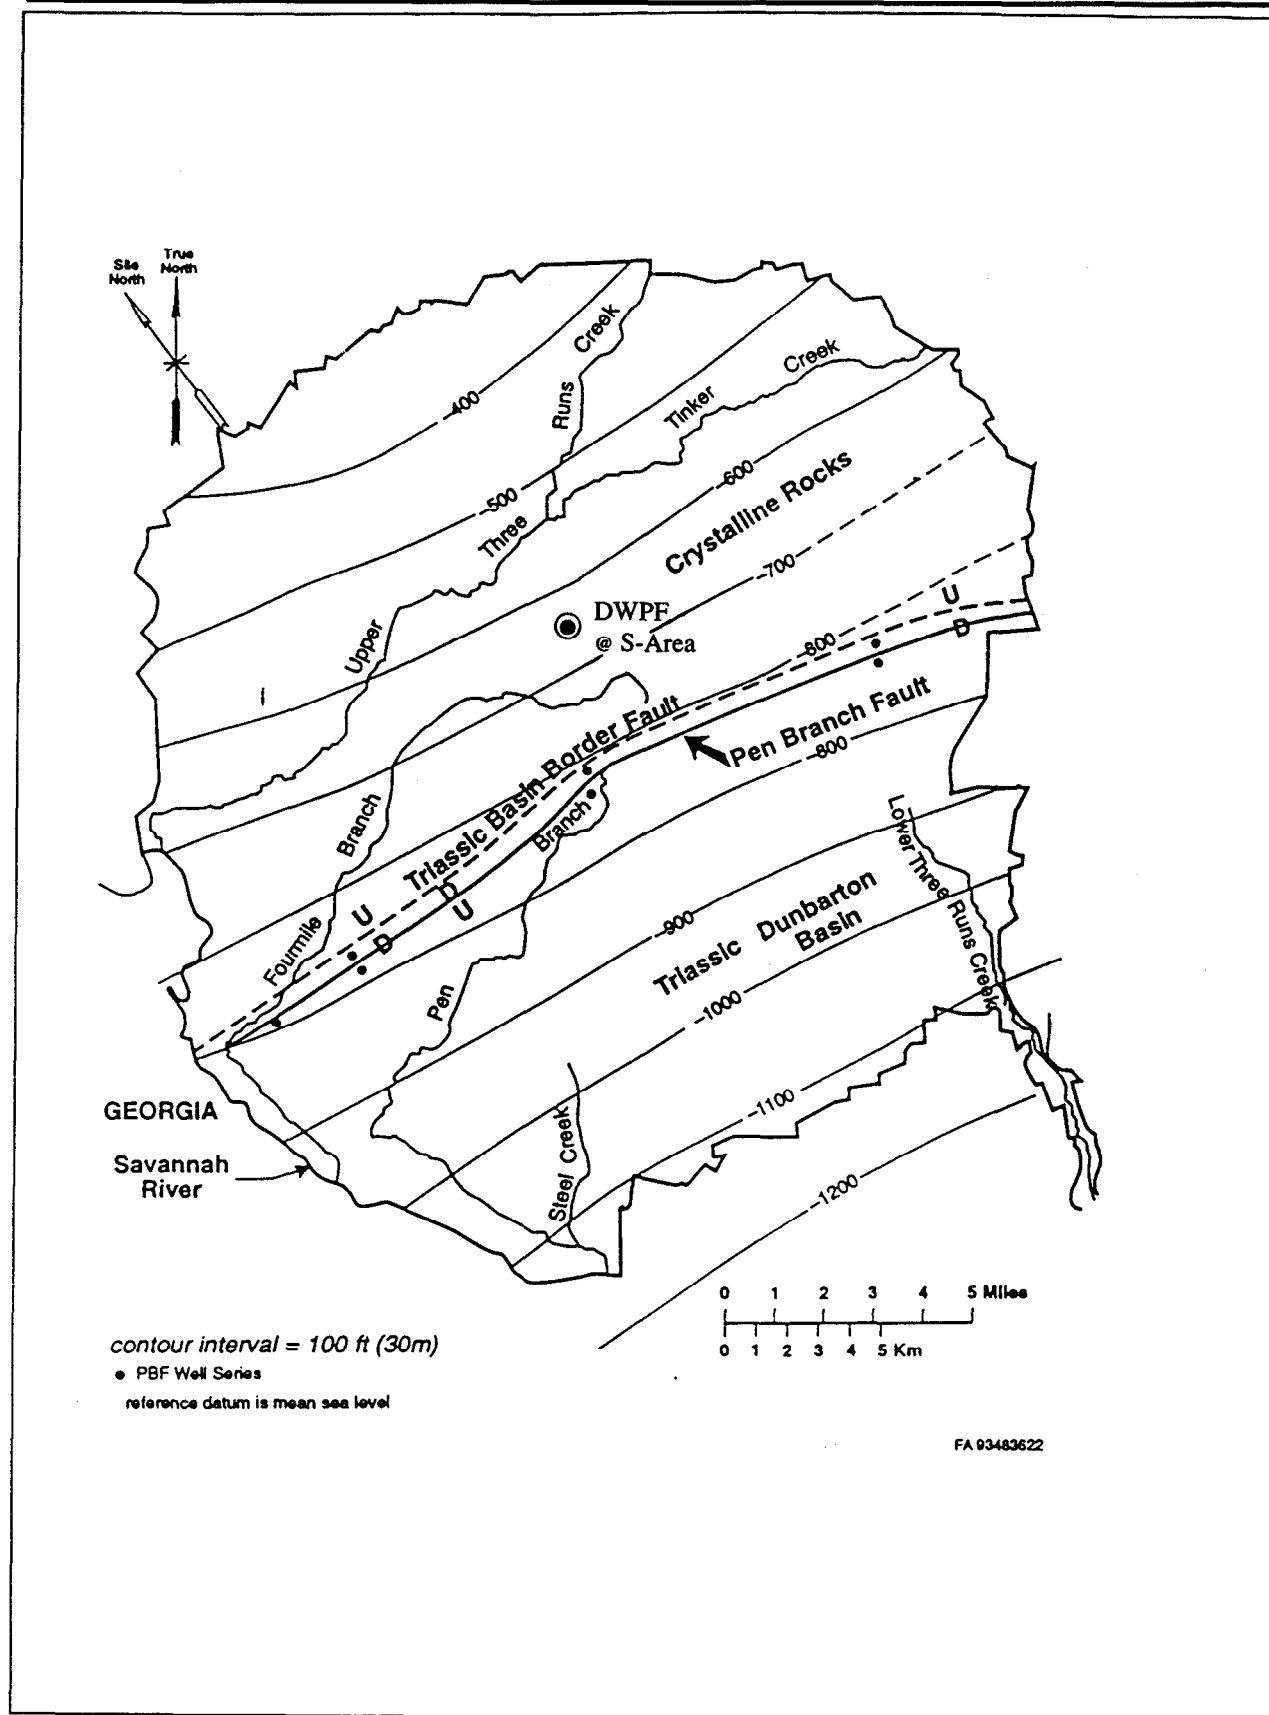 Site
North
True
North
Creek
Runs
Three
Upper
Tinker
Creek
-400
-500
-600
-700
-800
Crystalline Rocks
DWPF
@ S-Area
U
D
Triassic Basin Border Fault
Pen Branch Fault
-800
Fourmile
Branch
U
D
D
U
Pen
Branch
-900
Triassic Dunbarton
Basin
-1000
Lower Three Runs Creek
-1100
-1200
Steel Creek
GEORGIA
Savannah
River
0 1 2 3 4 5 Miles
0 1 2 3 4 5 Km
contour interval = 100 ft (30m)
● PBF Well Series
reference datum is mean sea level
FA 93483622